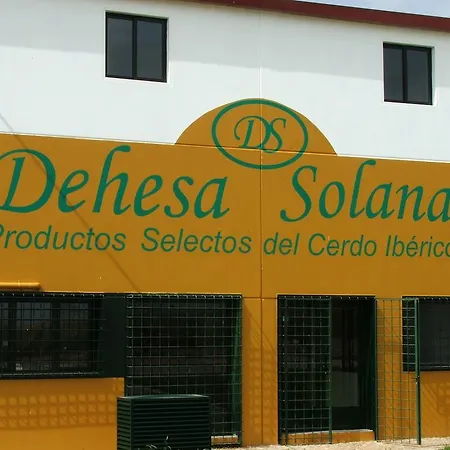 DS
Dehesa Solana
Productos Selectos del Cerdo Ibérico